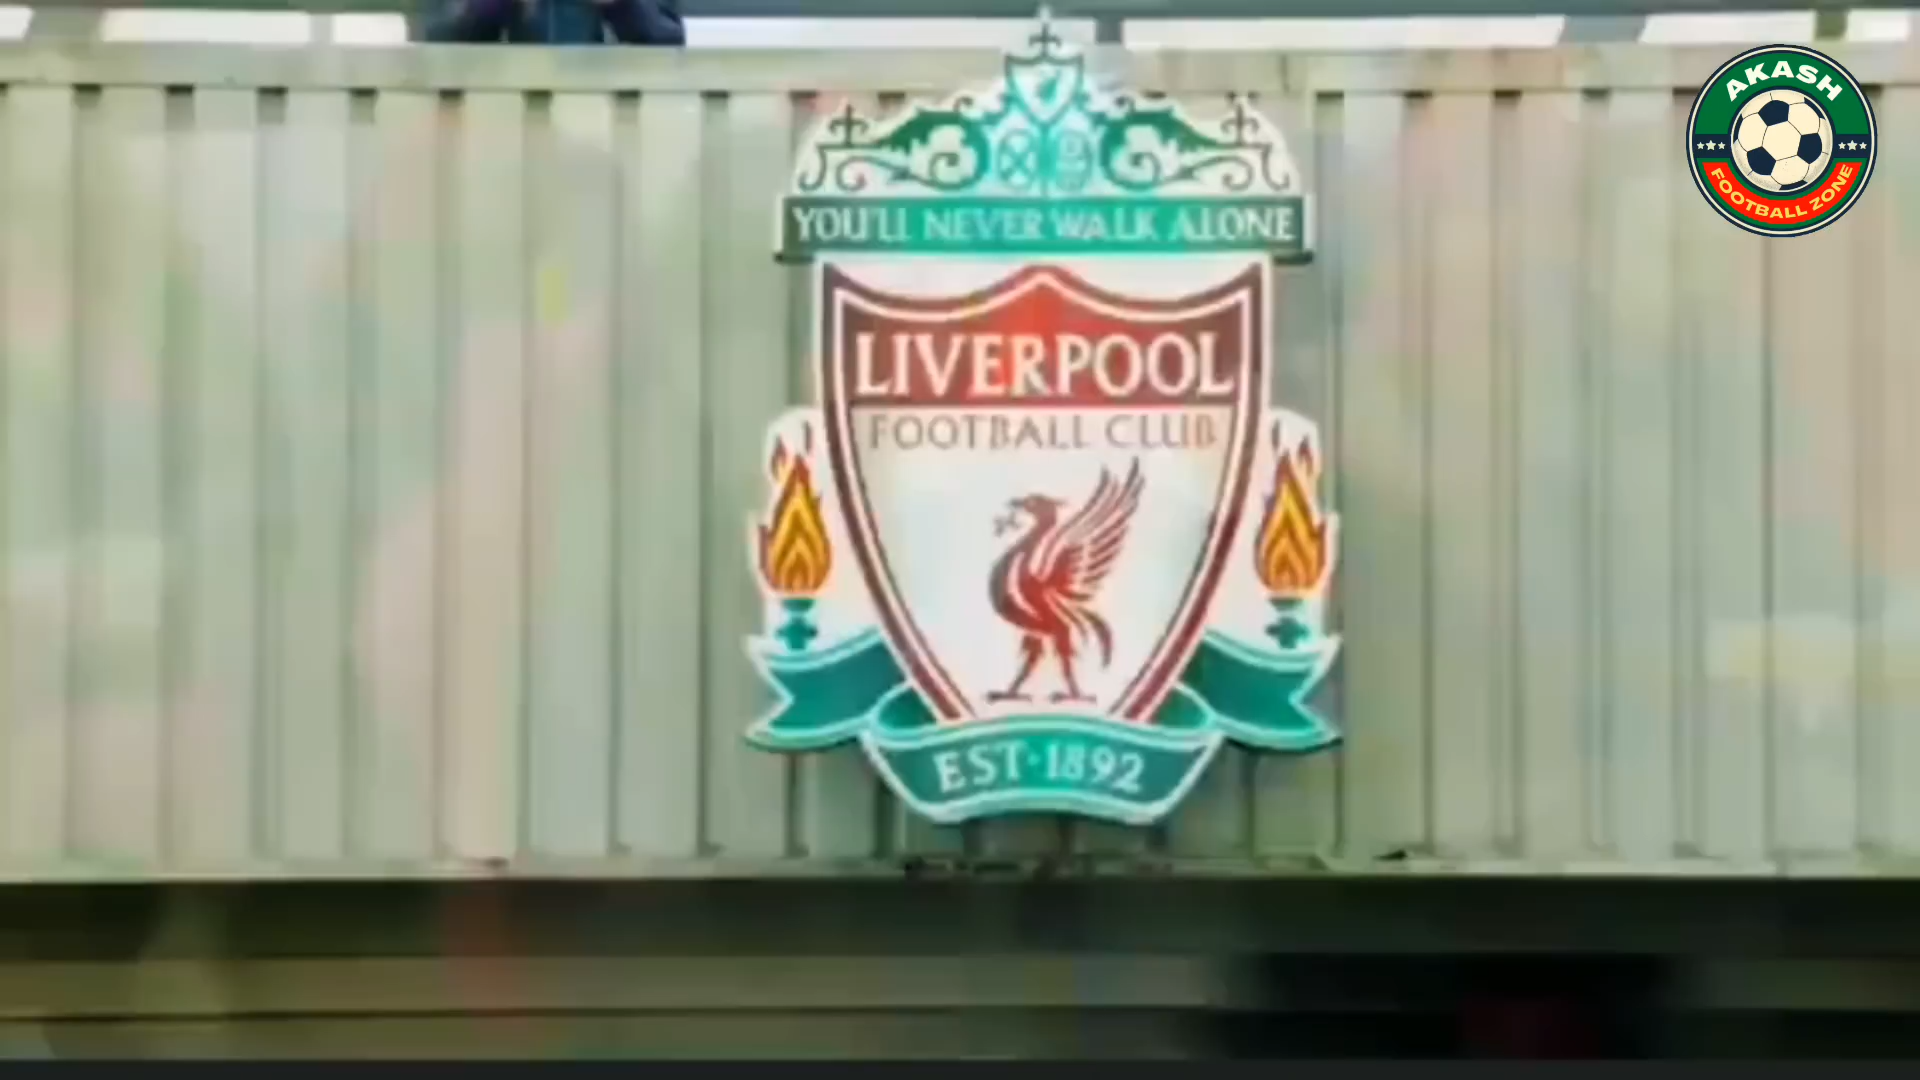 YOU'LL NEVER WALK ALONE
LIVERPOOL
FOOTBALL CLUB
EST·1892
AKASH
FOOTBALL ZONE